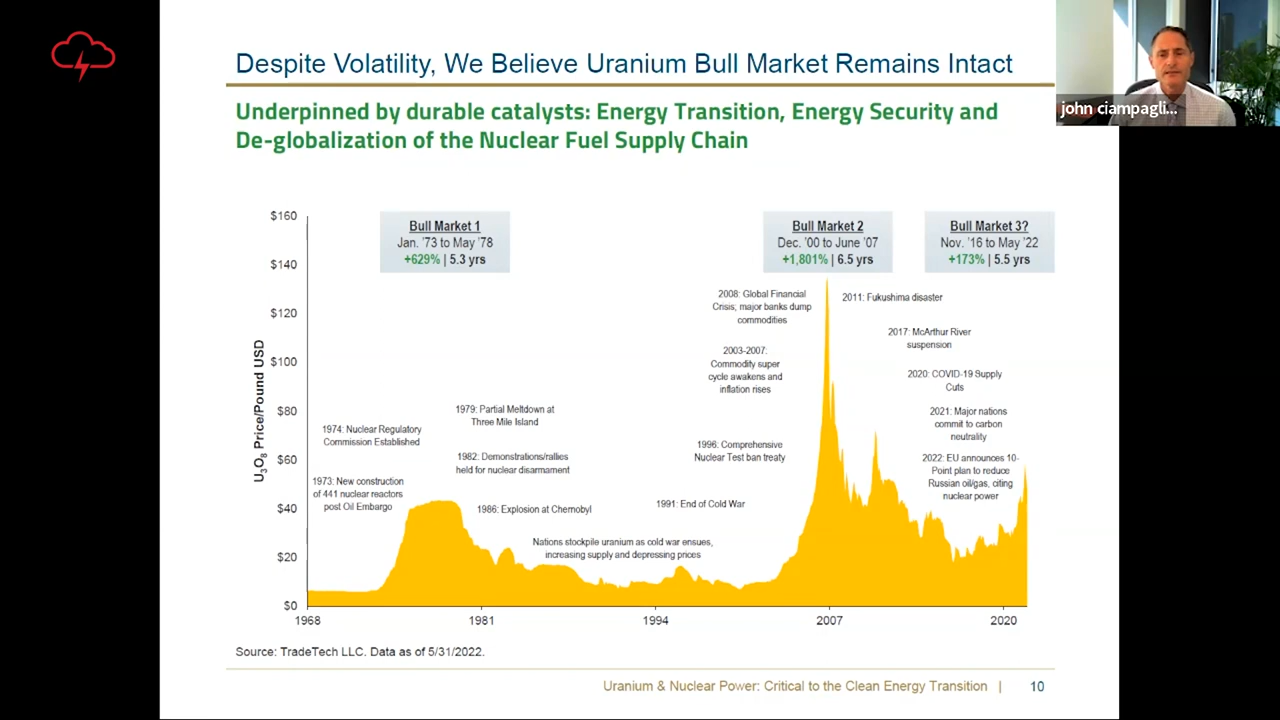 Despite Volatility, We Believe Uranium Bull Market Remains Intact
john ciampagli...
Underpinned by durable catalysts: Energy Transition, Energy Security and
De-globalization of the Nuclear Fuel Supply Chain
$160
$140
$120
$100
$80
$60
$40
$20
$0
U3O8 Price/Pound USD
Bull Market 1
Jan. '73 to May '78
+629% | 5.3 yrs
Bull Market 2
Dec. '00 to June '07
+1,801% | 6.5 yrs
Bull Market 3?
Nov. '16 to May '22
+173% | 5.5 yrs
1974: Nuclear Regulatory
Commission Established
1973: New construction
of 441 nuclear reactors
post Oil Embargo
1979: Partial Meltdown at
Three Mile Island
1982: Demonstrations/rallies
held for nuclear disarmament
1986: Explosion at Chernobyl
Nations stockpile uranium as cold war ensues,
increasing supply and depressing prices
1991: End of Cold War
1996: Comprehensive
Nuclear Test ban treaty
2003-2007:
Commodity super
cycle awakens and
inflation rises
2008: Global Financial
Crisis; major banks dump
commodities
2011: Fukushima disaster
2017: McArthur River
suspension
2020: COVID-19 Supply
Cuts
2021: Major nations
commit to carbon
neutrality
2022: EU announces 10-
Point plan to reduce
Russian oil/gas, citing
nuclear power
1968
1981
1994
2007
2020
Source: TradeTech LLC. Data as of 5/31/2022.
Uranium & Nuclear Power: Critical to the Clean Energy Transition | 10